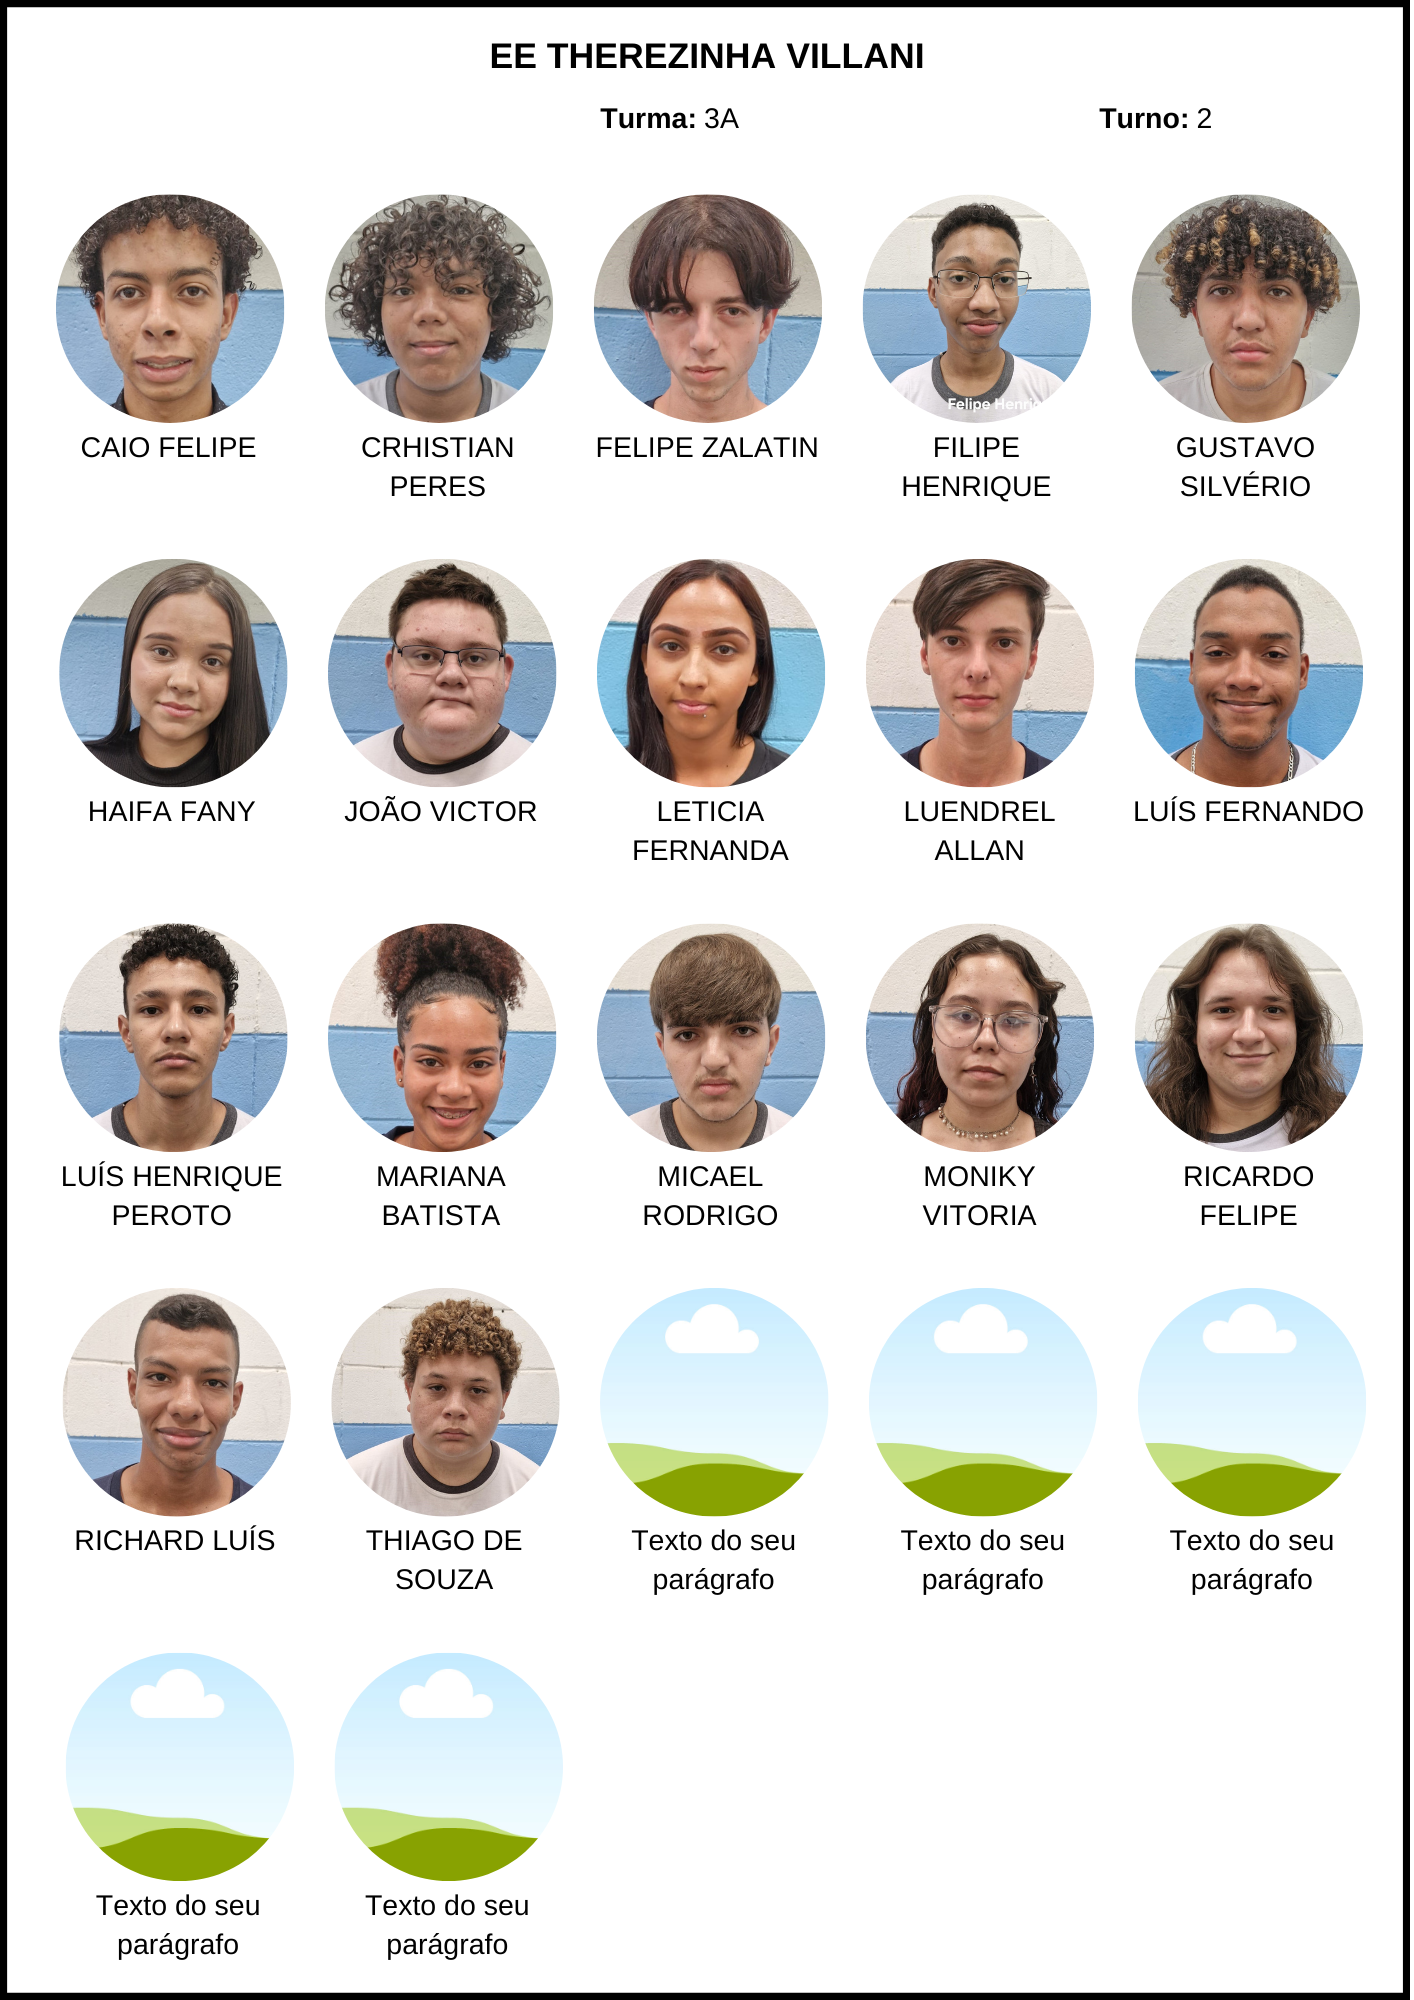 EE THEREZINHA VILLANI
Turma: 3A Turno: 2
Felipe Henri
CAIO FELIPE
CRHISTIAN
PERES
FELIPE ZALATIN
FILIPE
HENRIQUE
GUSTAVO
SILVÉRIO
HAIFA FANY
JOÃO VICTOR
LETICIA
FERNANDA
LUENDREL
ALLAN
LUÍS FERNANDO
LUÍS HENRIQUE
PEROTO
MARIANA
BATISTA
MICAEL
RODRIGO
MONIKY
VITORIA
RICARDO
FELIPE
RICHARD LUÍS
THIAGO DE
SOUZA
Texto do seu
parágrafo
Texto do seu
parágrafo
Texto do seu
parágrafo
Texto do seu
parágrafo
Texto do seu
parágrafo